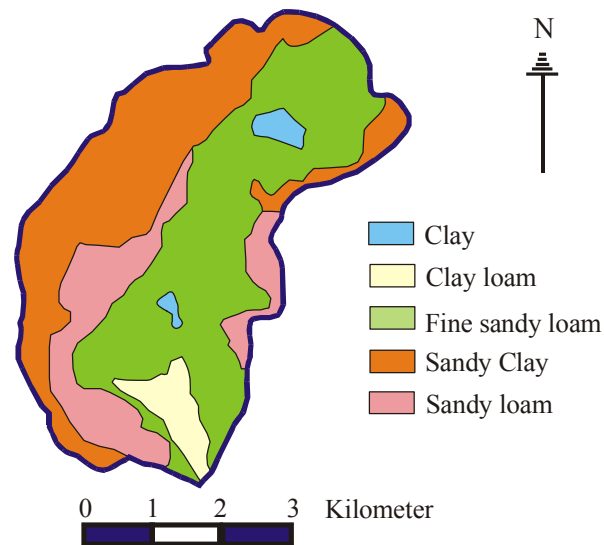 N
Clay
Clay loam
Fine sandy loam
Sandy Clay
Sandy loam
0 1 2 3 Kilometer